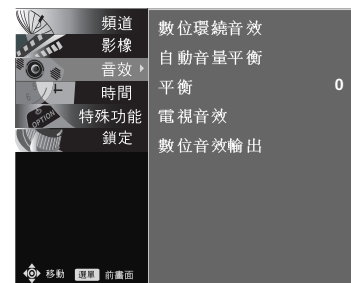 頻道
影像
音效
時間
特殊功能
鎖定
OPTION
移動 選單 前畫面
數位環繞音效
自動音量平衡
平衡 0
電視音效
數位音效輸出